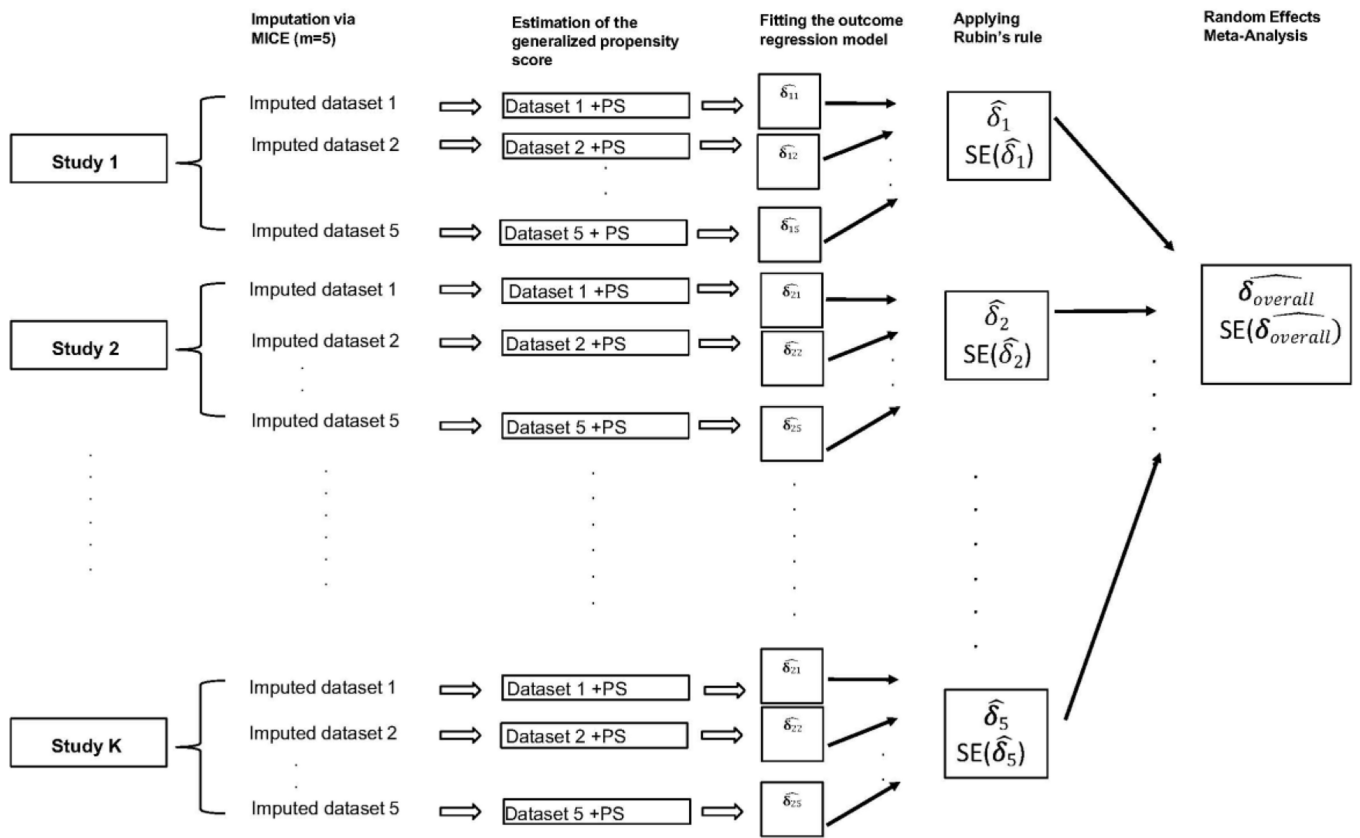 Imputation via
MICE (m=5)
Estimation of the
generalized propensity
score
Fitting the outcome
regression model
Applying
Rubin's rule
Random Effects
Meta-Analysis
Study 1
Imputed dataset 1
Dataset 1 +PS
δ̂₁₁
Imputed dataset 2
Dataset 2 +PS
δ̂₁₂
Imputed dataset 5
Dataset 5 + PS
δ̂₁₅
δ̂₁
SE(δ̂₁)
Study 2
Imputed dataset 1
Dataset 1 +PS
δ̂₂₁
Imputed dataset 2
Dataset 2 +PS
δ̂₂₂
Imputed dataset 5
Dataset 5 +PS
δ̂₂₅
δ̂₂
SE(δ̂₂)
δ̂_overall
SE(δ̂_overall)
Study K
Imputed dataset 1
Dataset 1 +PS
δ̂₂₁
Imputed dataset 2
Dataset 2 +PS
δ̂₂₂
Imputed dataset 5
Dataset 5 +PS
δ̂₂₅
δ̂₅
SE(δ̂₅)